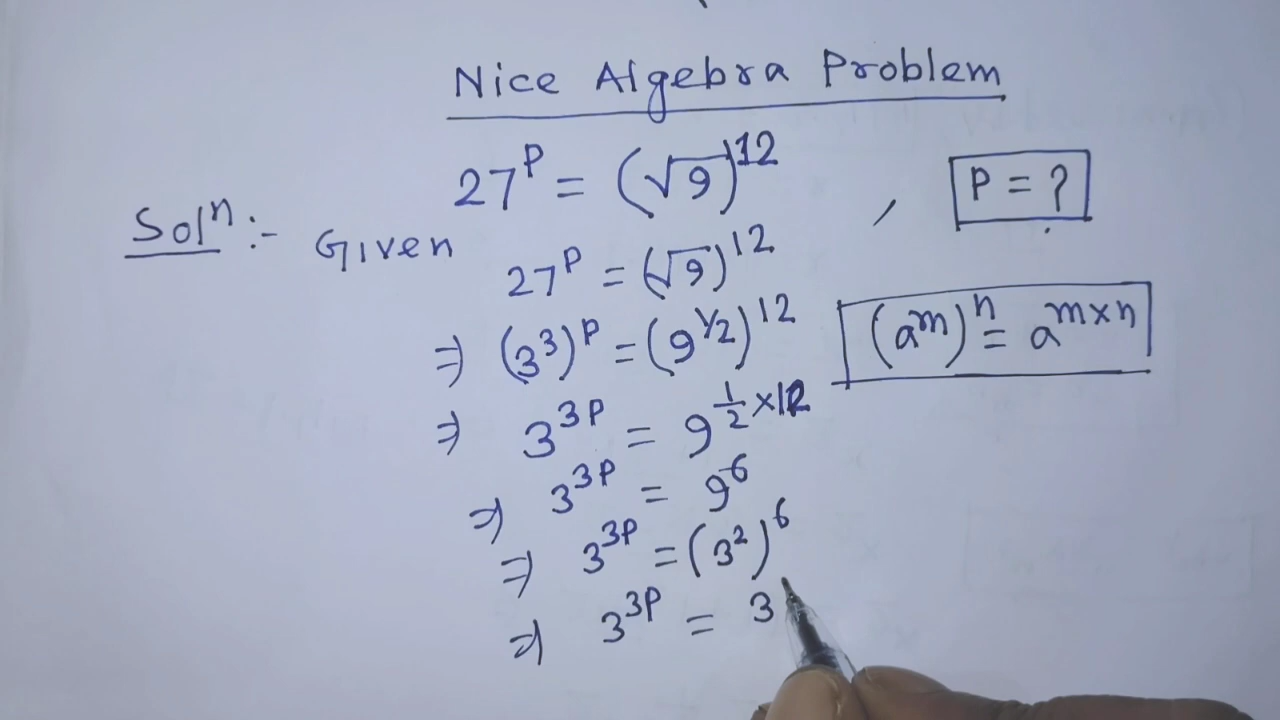 Nice Algebra Problem
27^P = (√9)^12 , P = ?
Solⁿ:- Given
27^P = (√9)^12
⇒ (3^3)^P = (9^1/2)^12 (a^m)^n = a^m×n
⇒ 3^3P = 9^1/2×12
⇒ 3^3P = 9^6
⇒ 3^3P = (3^2)^6
⇒ 3^3P = 3